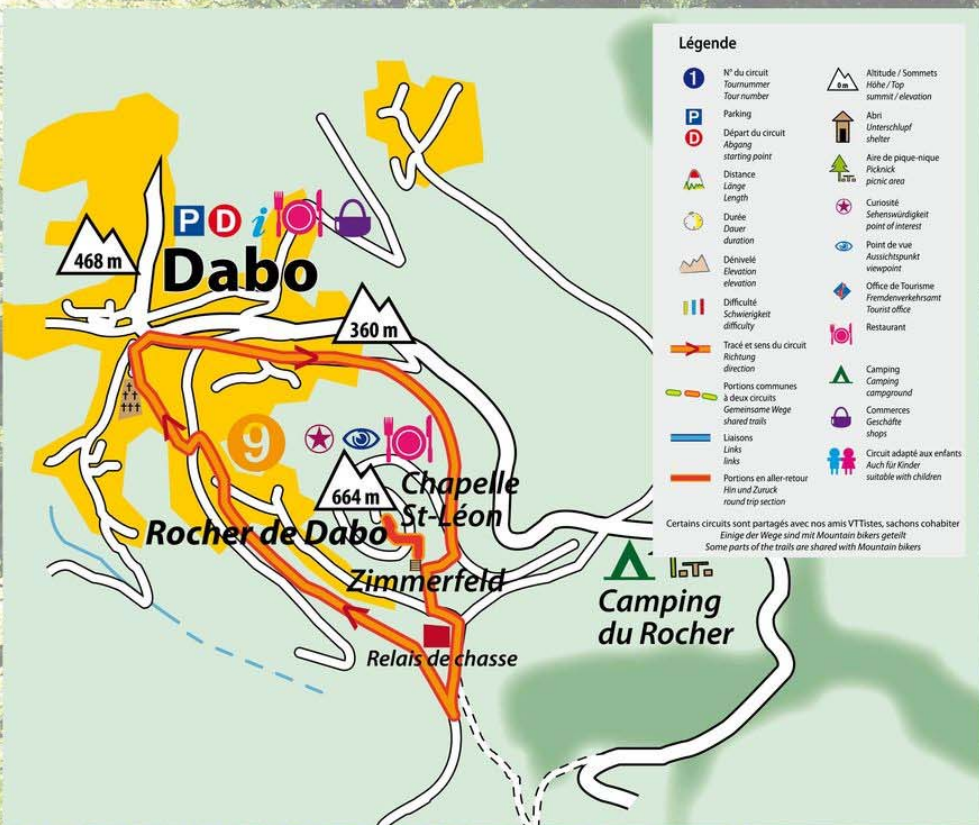 P D i
Dabo
468 m
360 m
9
664 m
Chapelle
St-Léon
Rocher de Dabo
Zimmerfeld
Relais de chasse
Camping
du Rocher
Légende
1
N° du circuit
Tournummer
Tour number
P
Parking
D
Départ du circuit
Abgang
starting point
Distance
Länge
Length
Durée
Dauer
duration
Dénivelé
Elevation
elevation
Difficulté
Schwierigkeit
difficulty
Tracé et sens du circuit
Richtung
direction
Portions communes
à deux circuits
Gemeinsame Wege
shared trails
Liaisons
Links
links
Portions en aller-retour
Hin und Zuruck
round trip section
0 m
Altitude / Sommets
Höhe / Top
summit / elevation
Abri
Unterschlupf
shelter
Aire de pique-nique
Picknick
picnic area
Curiosité
Sehenswürdigkeit
point of interest
Point de vue
Aussichtspunkt
viewpoint
Office de Tourisme
Fremdenverkehrsamt
Tourist office
Restaurant
Camping
Camping
campground
Commerces
Geschäfte
shops
Circuit adapté aux enfants
Auch für Kinder
suitable with children
Certains circuits sont partagés avec nos amis VTTistes, sachons cohabiter
Einige der Wege sind mit Mountain bikers geteilt
Some parts of the trails are shared with Mountain bikers